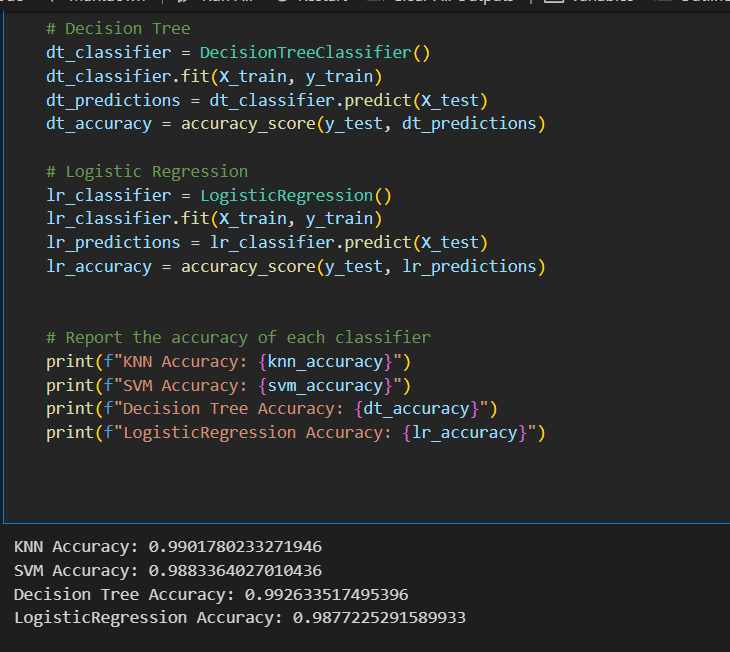 # Decision Tree
dt_classifier = DecisionTreeClassifier()
dt_classifier.fit(X_train, y_train)
dt_predictions = dt_classifier.predict(X_test)
dt_accuracy = accuracy_score(y_test, dt_predictions)
# Logistic Regression
lr_classifier = LogisticRegression()
lr_classifier.fit(X_train, y_train)
lr_predictions = lr_classifier.predict(X_test)
lr_accuracy = accuracy_score(y_test, lr_predictions)
# Report the accuracy of each classifier
print(f"KNN Accuracy: {knn_accuracy}")
print(f"SVM Accuracy: {svm_accuracy}")
print(f"Decision Tree Accuracy: {dt_accuracy}")
print(f"LogisticRegression Accuracy: {lr_accuracy}")
KNN Accuracy: 0.9901780233271946
SVM Accuracy: 0.9883364027010436
Decision Tree Accuracy: 0.992633517495396
LogisticRegression Accuracy: 0.9877225291589933